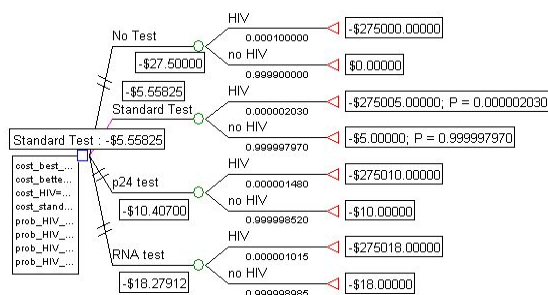 HIV
No Test
0.000100000
-$275000.00000
-$27.50000
no HIV
0.999900000
$0.00000
-$5.55825
HIV
Standard Test
0.000002030
-$275005.00000; P = 0.000002030
no HIV
0.999997970
-$5.00000; P = 0.999997970
Standard Test : -$5.55825
cost_best_...
cost_bette...
cost_HIV=...
cost_stand...
prob_HIV_...
prob_HIV_...
prob_HIV_...
prob_HIV_...
HIV
p24 test
0.000001480
-$275010.00000
-$10.40700
no HIV
0.999998520
-$10.00000
HIV
RNA test
0.000001015
-$275018.00000
-$18.27912
no HIV
0.999998985
-$18.00000